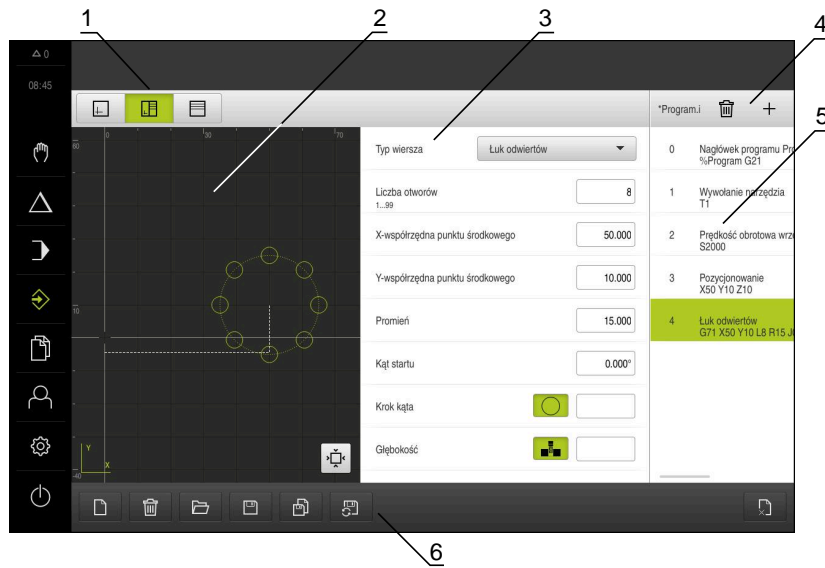 1
2
3
4
5
0
08:45
*Program.i
0
30
70
60
10
-40
Y
X
Typ wiersza
Łuk odwiertów
Liczba otworów
1...99
8
X-współrzędna punktu środkowego
50.000
Y-współrzędna punktu środkowego
10.000
Promień
15.000
Kąt startu
0.000°
Krok kąta
Głębokość
0 Nagłówek programu Pro
%Program G21
1 Wywołanie narzędzia
T1
2 Prędkość obrotowa wrze
S2000
3 Pozycjonowanie
X50 Y10 Z10
4 Łuk odwiertów
G71 X50 Y10 L8 R15
6